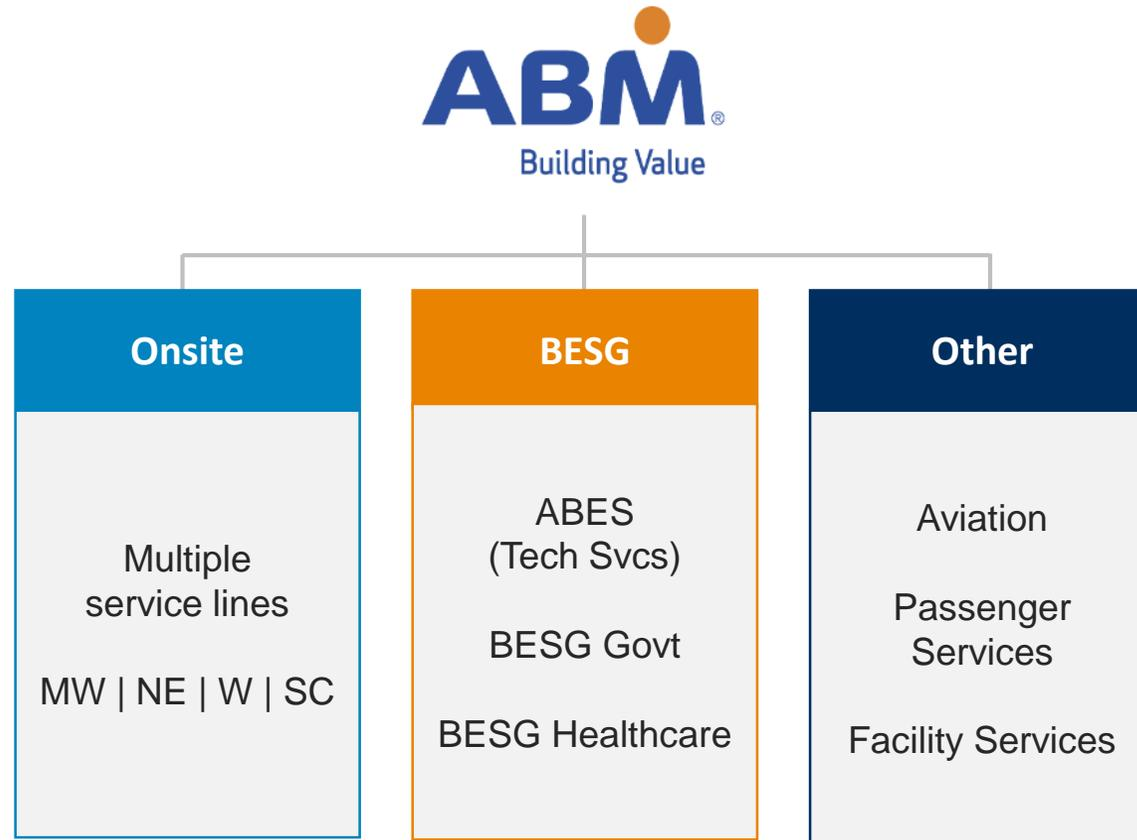 ABM®
Building Value
Onsite
Multiple
service lines
MW | NE | W | SC
BESG
ABES
(Tech Svcs)
BESG Govt
BESG Healthcare
Other
Aviation
Passenger
Services
Facility Services